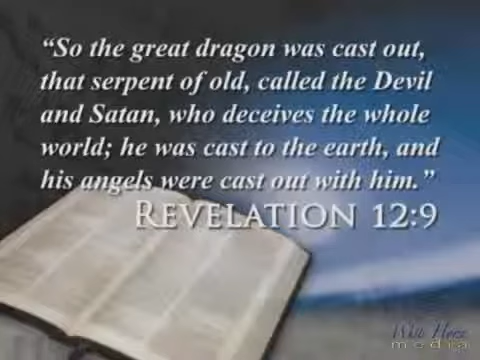 “So the great dragon was cast out,
that serpent of old, called the Devil
and Satan, who deceives the whole
world; he was cast to the earth, and
his angels were cast out with him.”
REVELATION 12:9
media